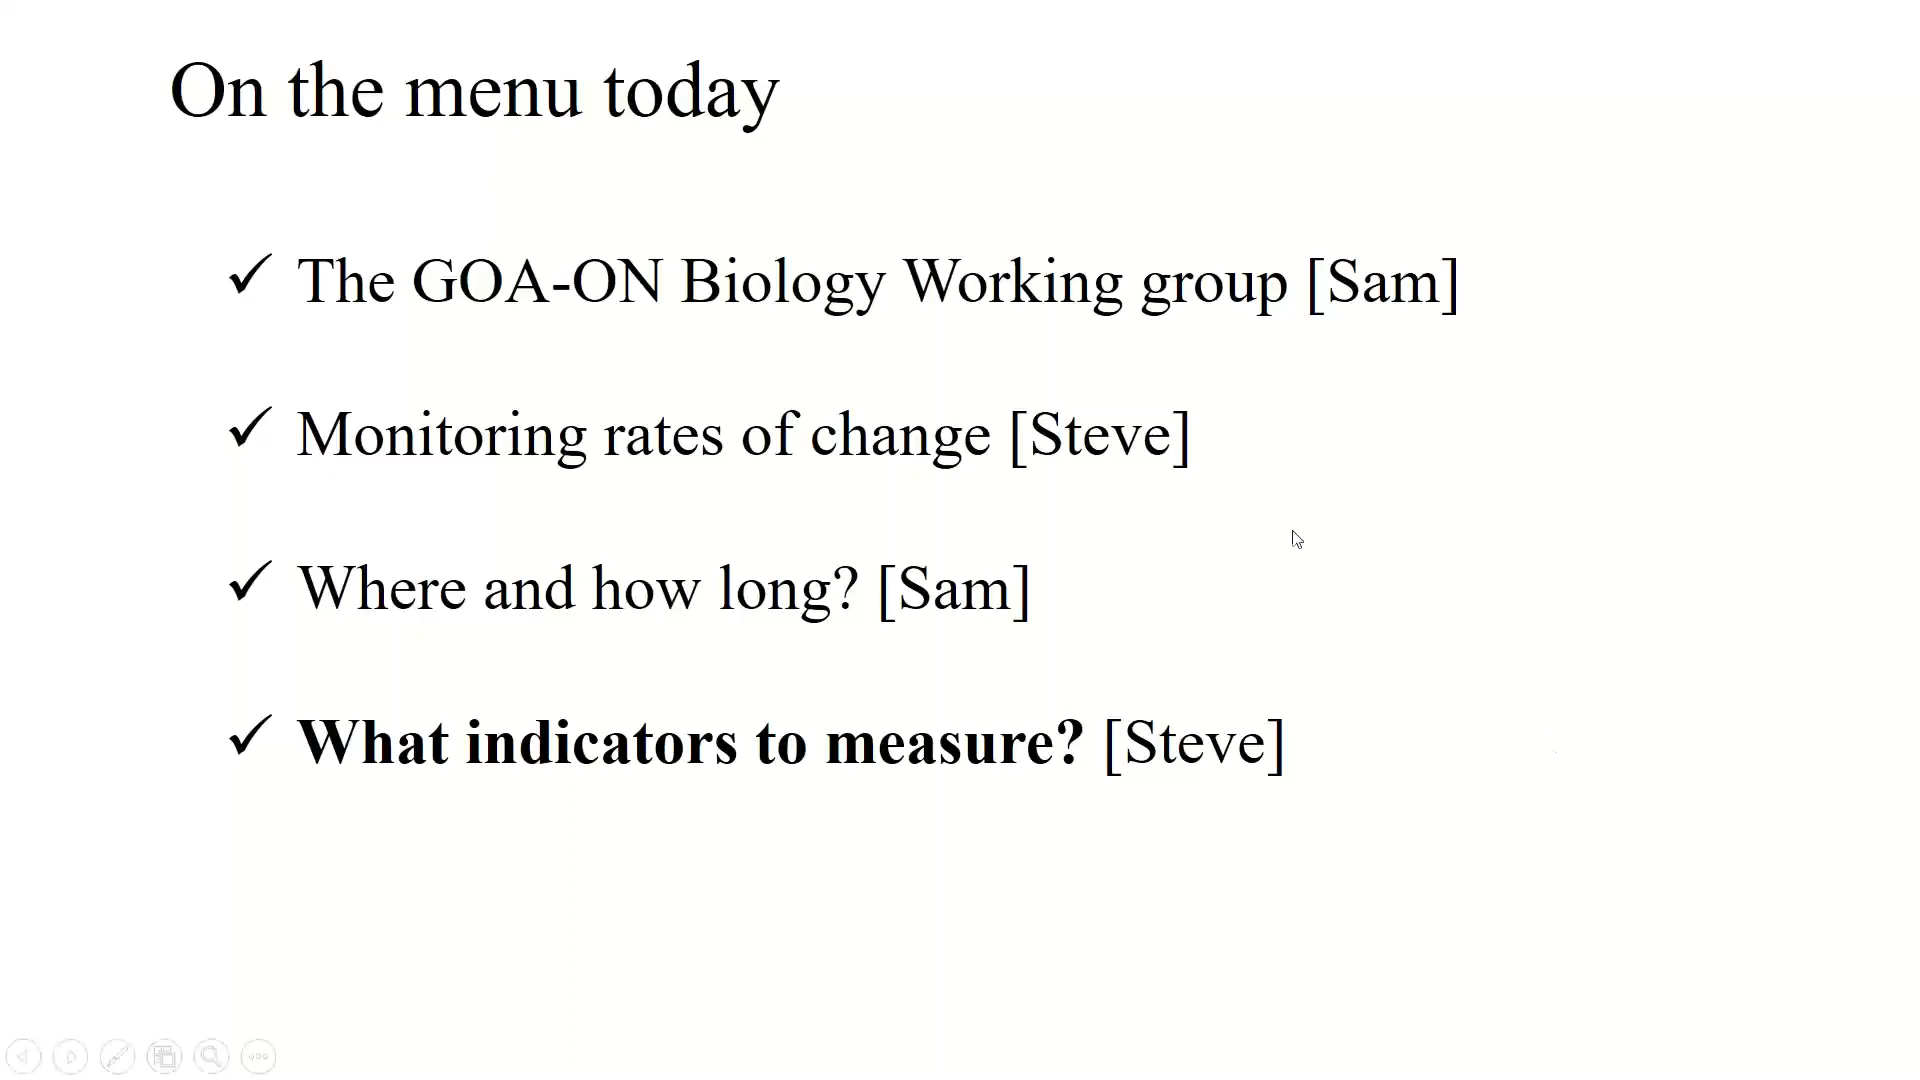 On the menu today
✓ The GOA-ON Biology Working group [Sam]
✓ Monitoring rates of change [Steve]
✓ Where and how long? [Sam]
✓ What indicators to measure? [Steve]